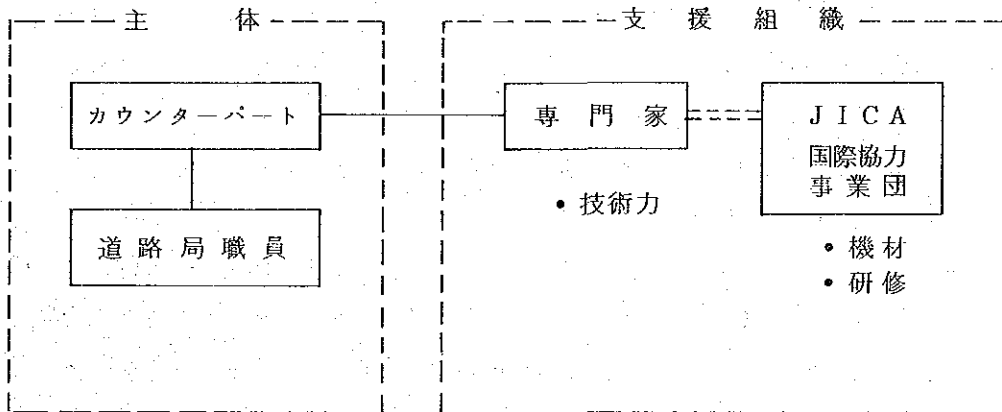 主体
支援組織
カウンターパート
専門家
JICA
国際協力
事業団
道路局職員
• 技術力
• 機材
• 研修